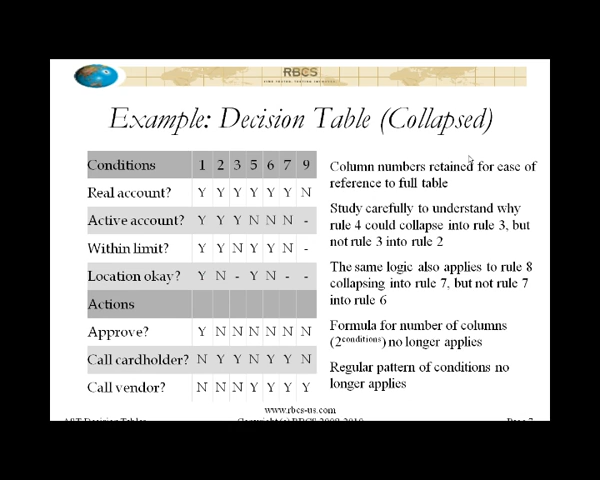 RBCS
Example: Decision Table (Collapsed)
Conditions 1 2 3 5 6 7 9
Real account? Y Y Y Y Y Y N
Active account? Y Y Y N N N -
Within limit? Y Y N Y Y N -
Location okay? Y N - Y N - -
Actions
Approve? Y N N N N N N
Call cardholder? N Y Y N Y Y N
Call vendor? N N N Y Y Y Y
Column numbers retained for ease of
reference to full table
Study carefully to understand why
rule 4 could collapse into rule 3, but
not rule 3 into rule 2
The same logic also applies to rule 8
collapsing into rule 7, but not rule 7
into rule 6
Formula for number of columns
(2conditions) no longer applies
Regular pattern of conditions no
longer applies
www.rbcs-us.com